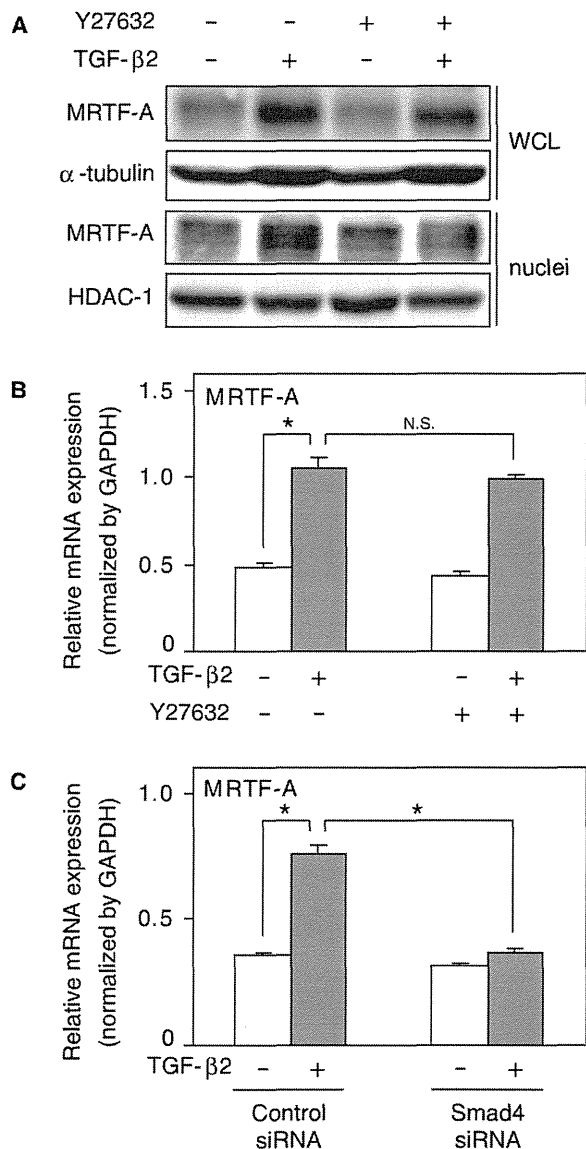 A
Y27632 – – + +
TGF-β2 – + – +
MRTF-A
α-tubulin
WCL
MRTF-A
HDAC-1
nuclei
B
Relative mRNA expression
(normalized by GAPDH)
1.5
1.0
0.5
0
MRTF-A
*
N.S.
TGF-β2 – + – +
Y27632 – – + +
C
Relative mRNA expression
(normalized by GAPDH)
1.0
0.5
0
MRTF-A
*
*
TGF-β2 – + – +
Control
siRNA
Smad4
siRNA